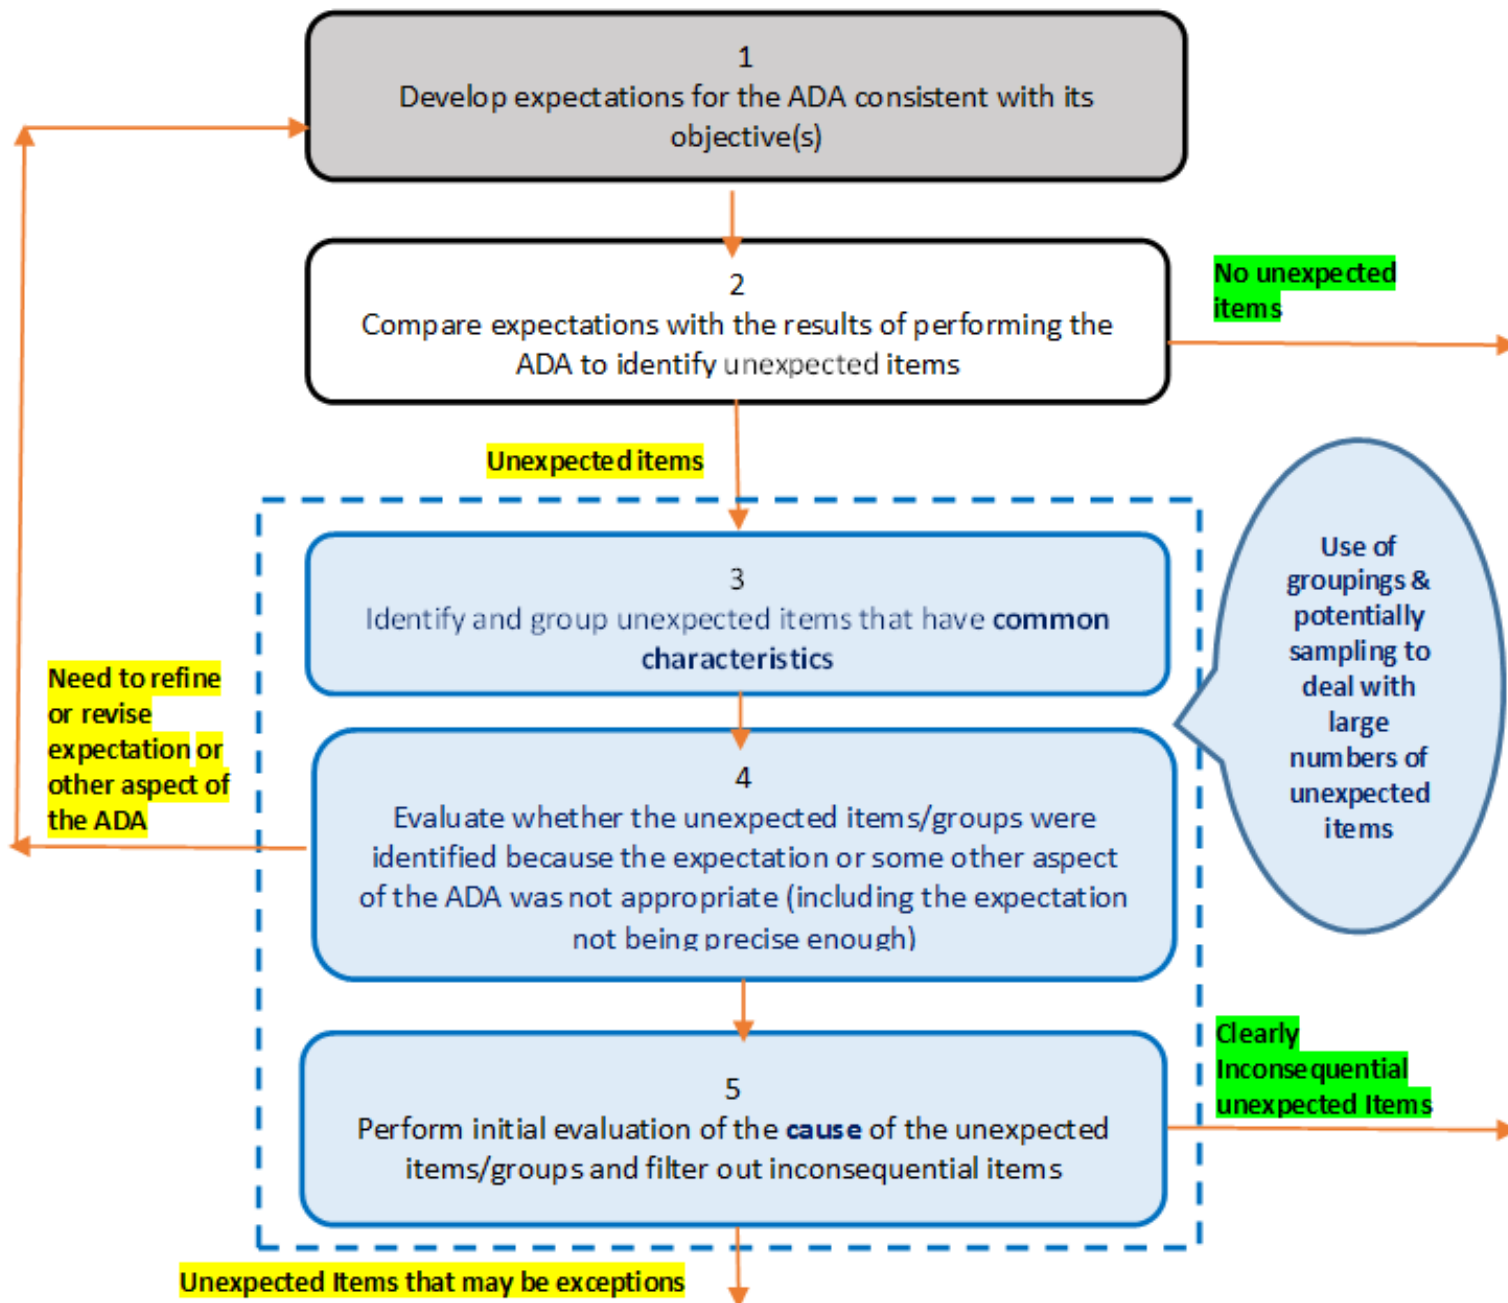 1
Develop expectations for the ADA consistent with its
objective(s)
2
Compare expectations with the results of performing the
ADA to identify unexpected items
No unexpected
items
Unexpected items
3
Identify and group unexpected items that have common
characteristics
Use of
groupings &
potentially
sampling to
deal with
large
numbers of
unexpected
items
Need to refine
or revise
expectation or
other aspect of
the ADA
4
Evaluate whether the unexpected items/groups were
identified because the expectation or some other aspect
of the ADA was not appropriate (including the expectation
not being precise enough)
5
Perform initial evaluation of the cause of the unexpected
items/groups and filter out inconsequential items
Clearly
Inconsequential
unexpected Items
Unexpected Items that may be exceptions